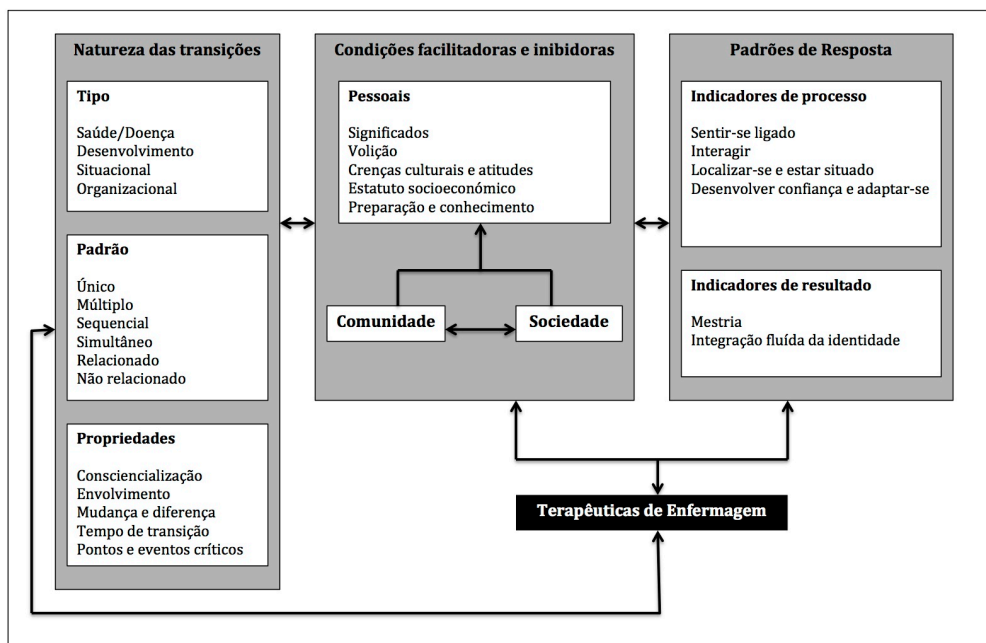 Natureza das transições
Tipo
Saúde/Doença
Desenvolvimento
Situacional
Organizacional
Padrão
Único
Múltiplo
Sequencial
Simultâneo
Relacionado
Não relacionado
Propriedades
Consciencialização
Envolvimento
Mudança e diferença
Tempo de transição
Pontos e eventos críticos
Condições facilitadoras e inibidoras
Pessoais
Significados
Volição
Crenças culturais e atitudes
Estatuto socioeconómico
Preparação e conhecimento
Comunidade
Sociedade
Padrões de Resposta
Indicadores de processo
Sentir-se ligado
Interagir
Localizar-se e estar situado
Desenvolver confiança e adaptar-se
Indicadores de resultado
Mestria
Integração fluída da identidade
Terapêuticas de Enfermagem